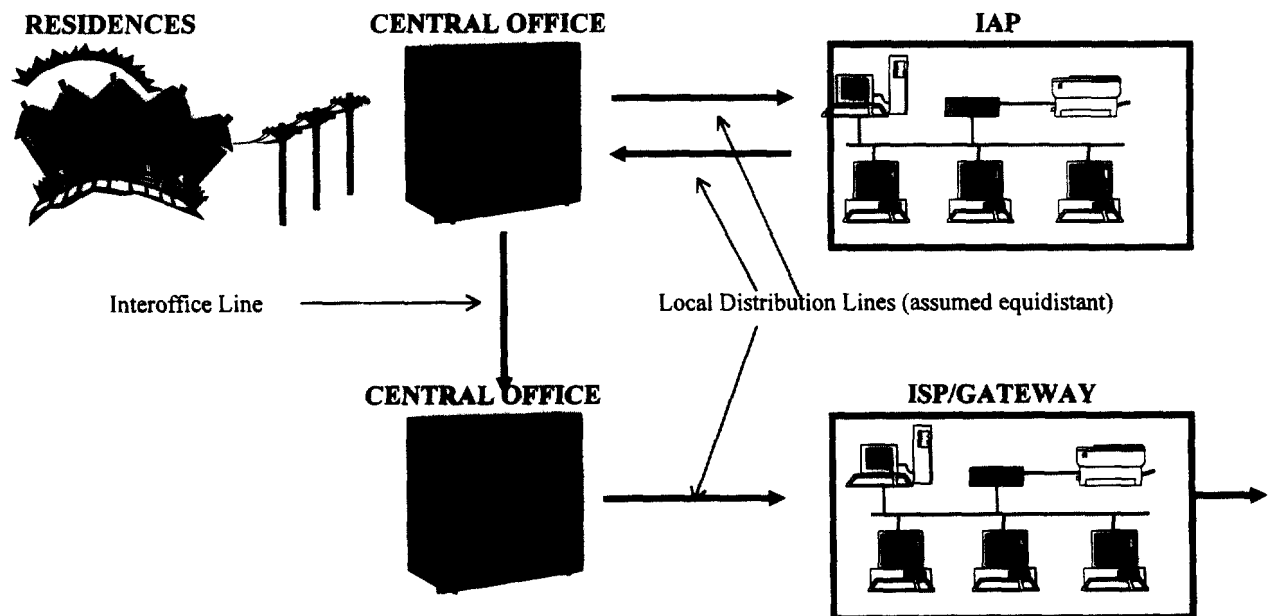 RESIDENCES
CENTRAL OFFICE
IAP
Interoffice Line
Local Distribution Lines (assumed equidistant)
CENTRAL OFFICE
ISP/GATEWAY